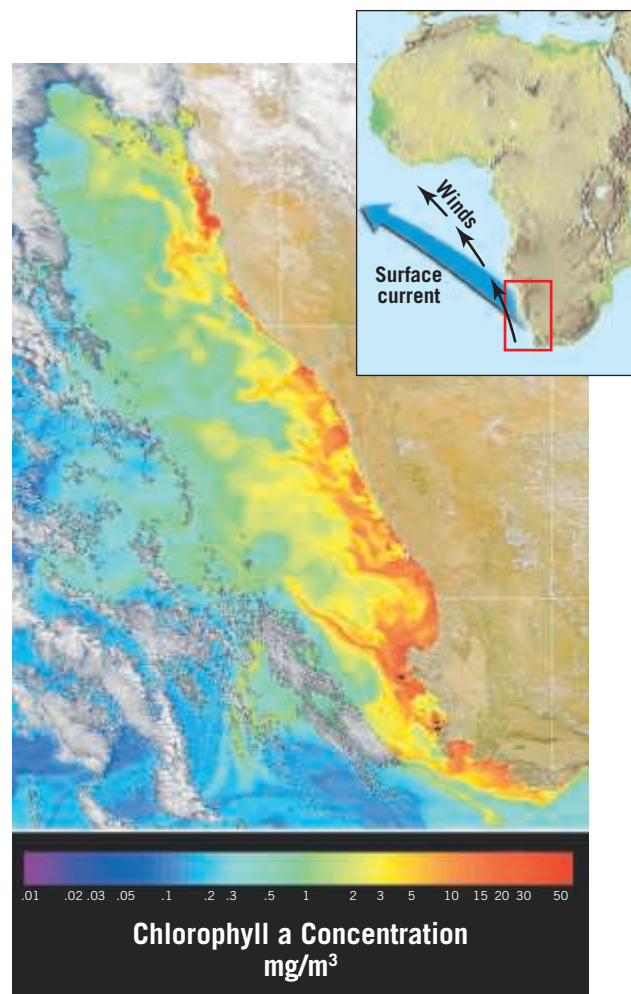 Winds
Surface
current
.01 .02 .03 .05 .1 .2 .3 .5 1 2 3 5 10 15 20 30 50
Chlorophyll a Concentration
mg/m³